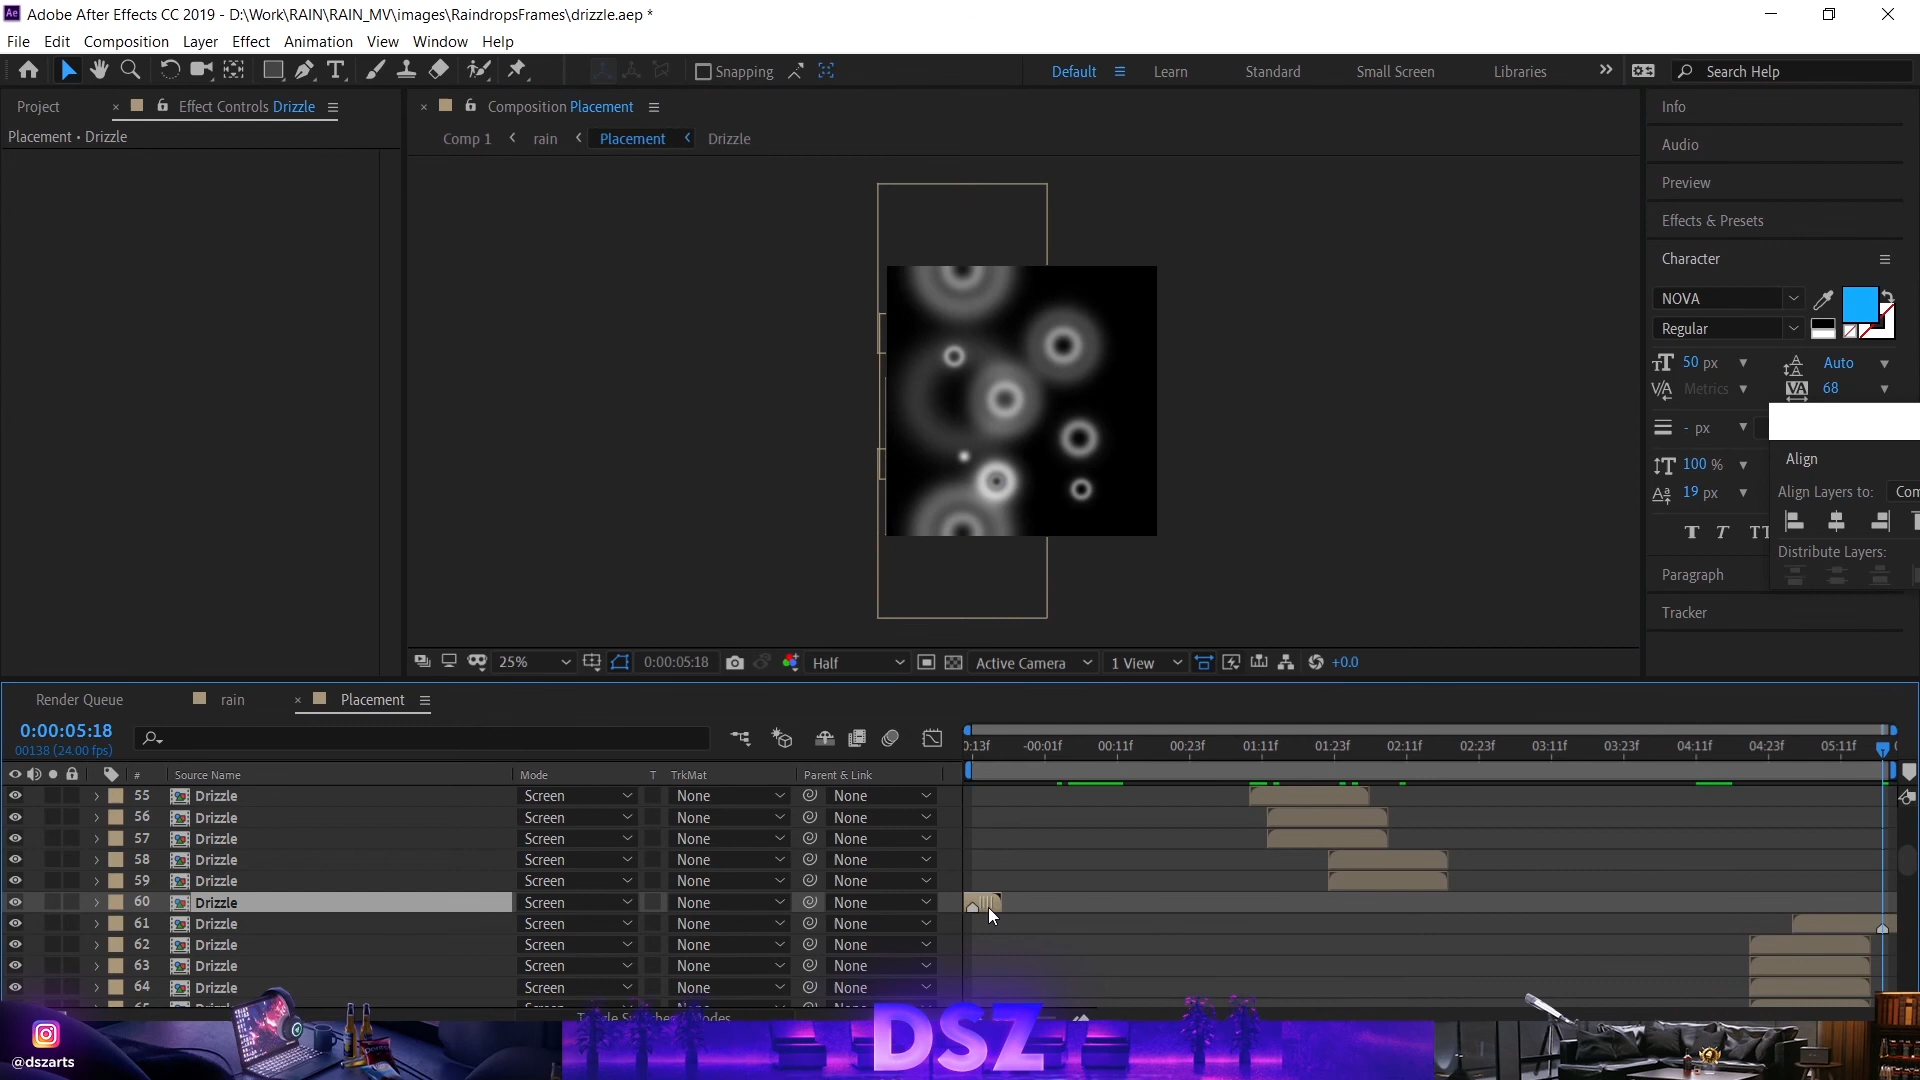 Adobe After Effects CC 2019 - D:\Work\RAIN\RAIN_MV\images\RaindropsFrames\drizzle.aep *
File Edit Composition Layer Effect Animation View Window Help
Snapping
Default Learn Standard Small Screen Libraries Search Help
Project
Effect Controls Drizzle
Composition Placement
Info
Placement • Drizzle
Comp 1 rain Placement Drizzle
Audio
Preview
Effects & Presets
Character
NOVA
Regular
50 px Auto
Metrics 68
- px
100 %
19 px
Align
Align Layers to: Com
Distribute Layers:
Paragraph
Tracker
25% 0:00:05:18 Half Active Camera 1 View +0.0
Render Queue rain Placement
0:00:05:18
00138 (24.00 fps)
0:13f -00:01f 00:11f 00:23f 01:11f 01:23f 02:11f 02:23f 03:11f 03:23f 04:11f 04:23f 05:11f
# Source Name Mode T TrkMat Parent & Link
55 Drizzle Screen None None
56 Drizzle Screen None None
57 Drizzle Screen None None
58 Drizzle Screen None None
59 Drizzle Screen None None
60 Drizzle Screen None None
61 Drizzle Screen None None
62 Drizzle Screen None None
63 Drizzle Screen None None
64 Drizzle Screen None None
@dszarts
DSZ